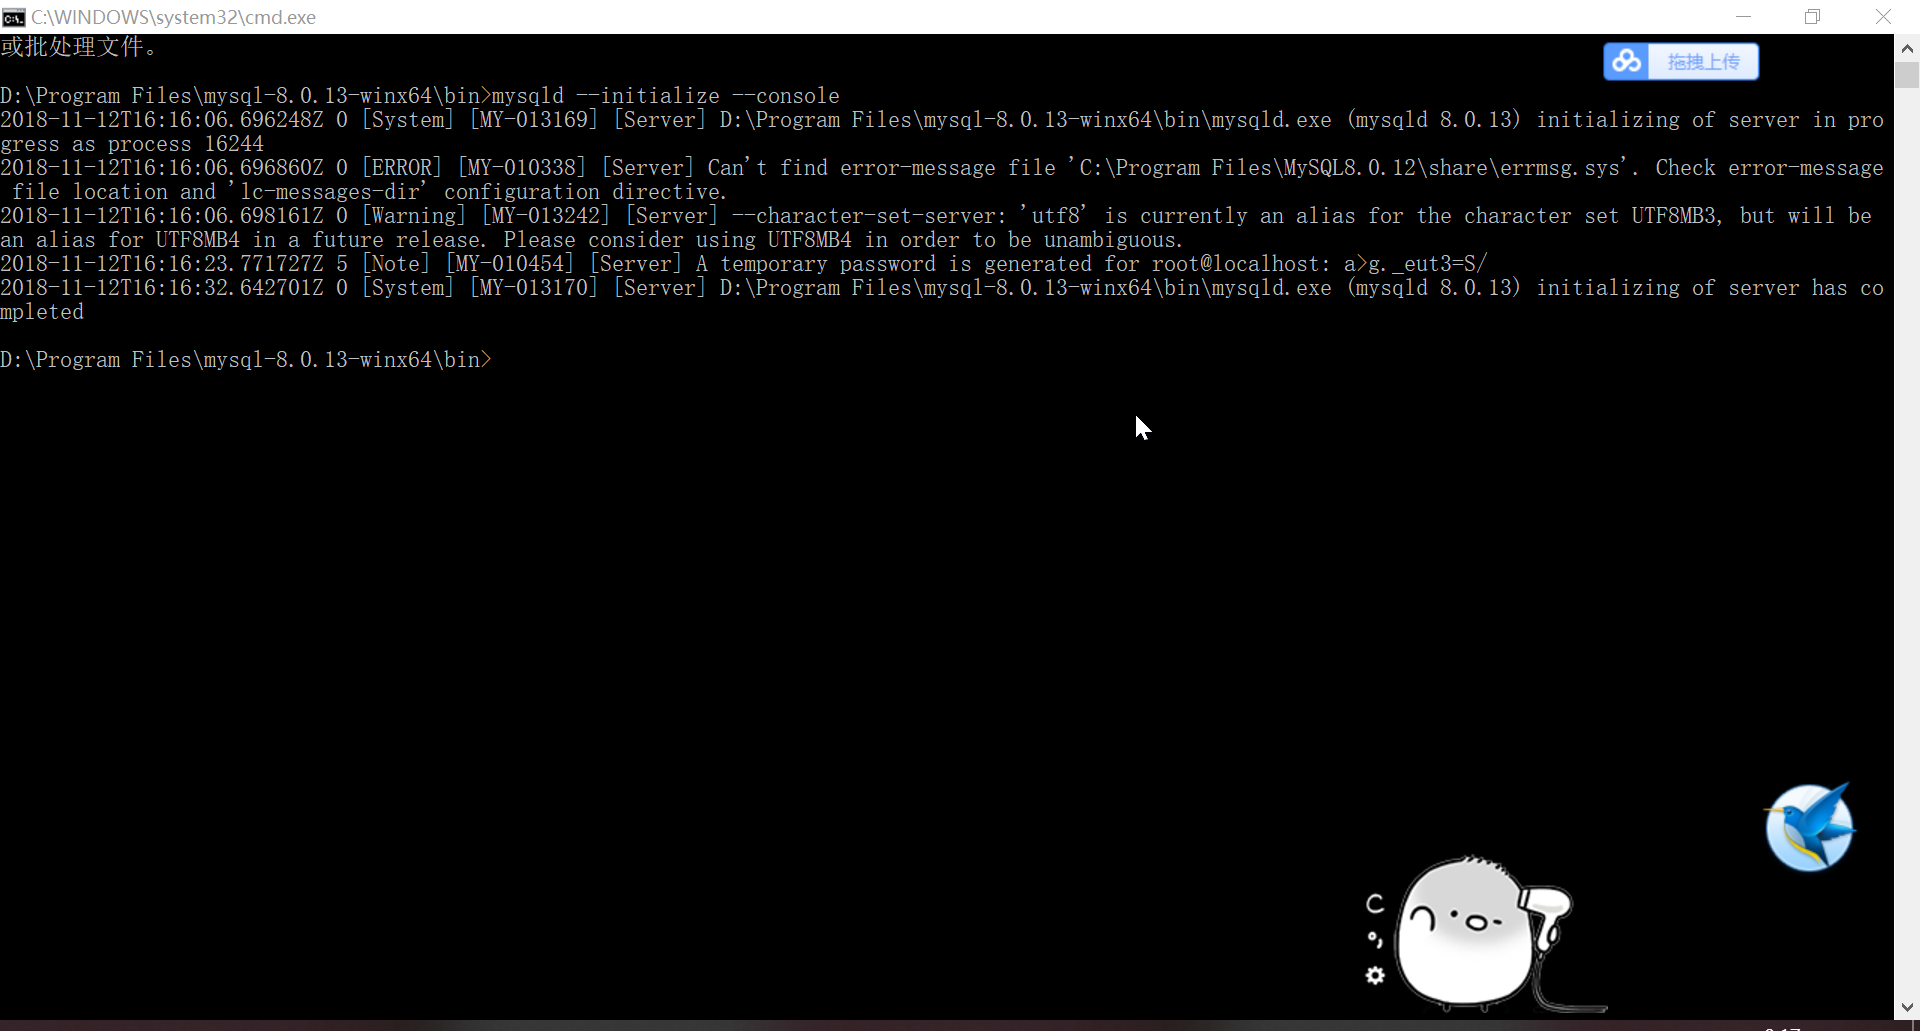 C:\WINDOWS\system32\cmd.exe
或批处理文件。
拖拽上传
D:\Program Files\mysql-8.0.13-winx64\bin>mysqld --initialize --console
2018-11-12T16:16:06.696248Z 0 [System] [MY-013169] [Server] D:\Program Files\mysql-8.0.13-winx64\bin\mysqld.exe (mysqld 8.0.13) initializing of server in pro
gress as process 16244
2018-11-12T16:16:06.696860Z 0 [ERROR] [MY-010338] [Server] Can't find error-message file 'C:\Program Files\MySQL8.0.12\share\errmsg.sys'. Check error-message
 file location and 'lc-messages-dir' configuration directive.
2018-11-12T16:16:06.698161Z 0 [Warning] [MY-013242] [Server] --character-set-server: 'utf8' is currently an alias for the character set UTF8MB3, but will be
an alias for UTF8MB4 in a future release. Please consider using UTF8MB4 in order to be unambiguous.
2018-11-12T16:16:23.771727Z 5 [Note] [MY-010454] [Server] A temporary password is generated for root@localhost: a>g._eut3=S/
2018-11-12T16:16:32.642701Z 0 [System] [MY-013170] [Server] D:\Program Files\mysql-8.0.13-winx64\bin\mysqld.exe (mysqld 8.0.13) initializing of server has co
mpleted
D:\Program Files\mysql-8.0.13-winx64\bin>